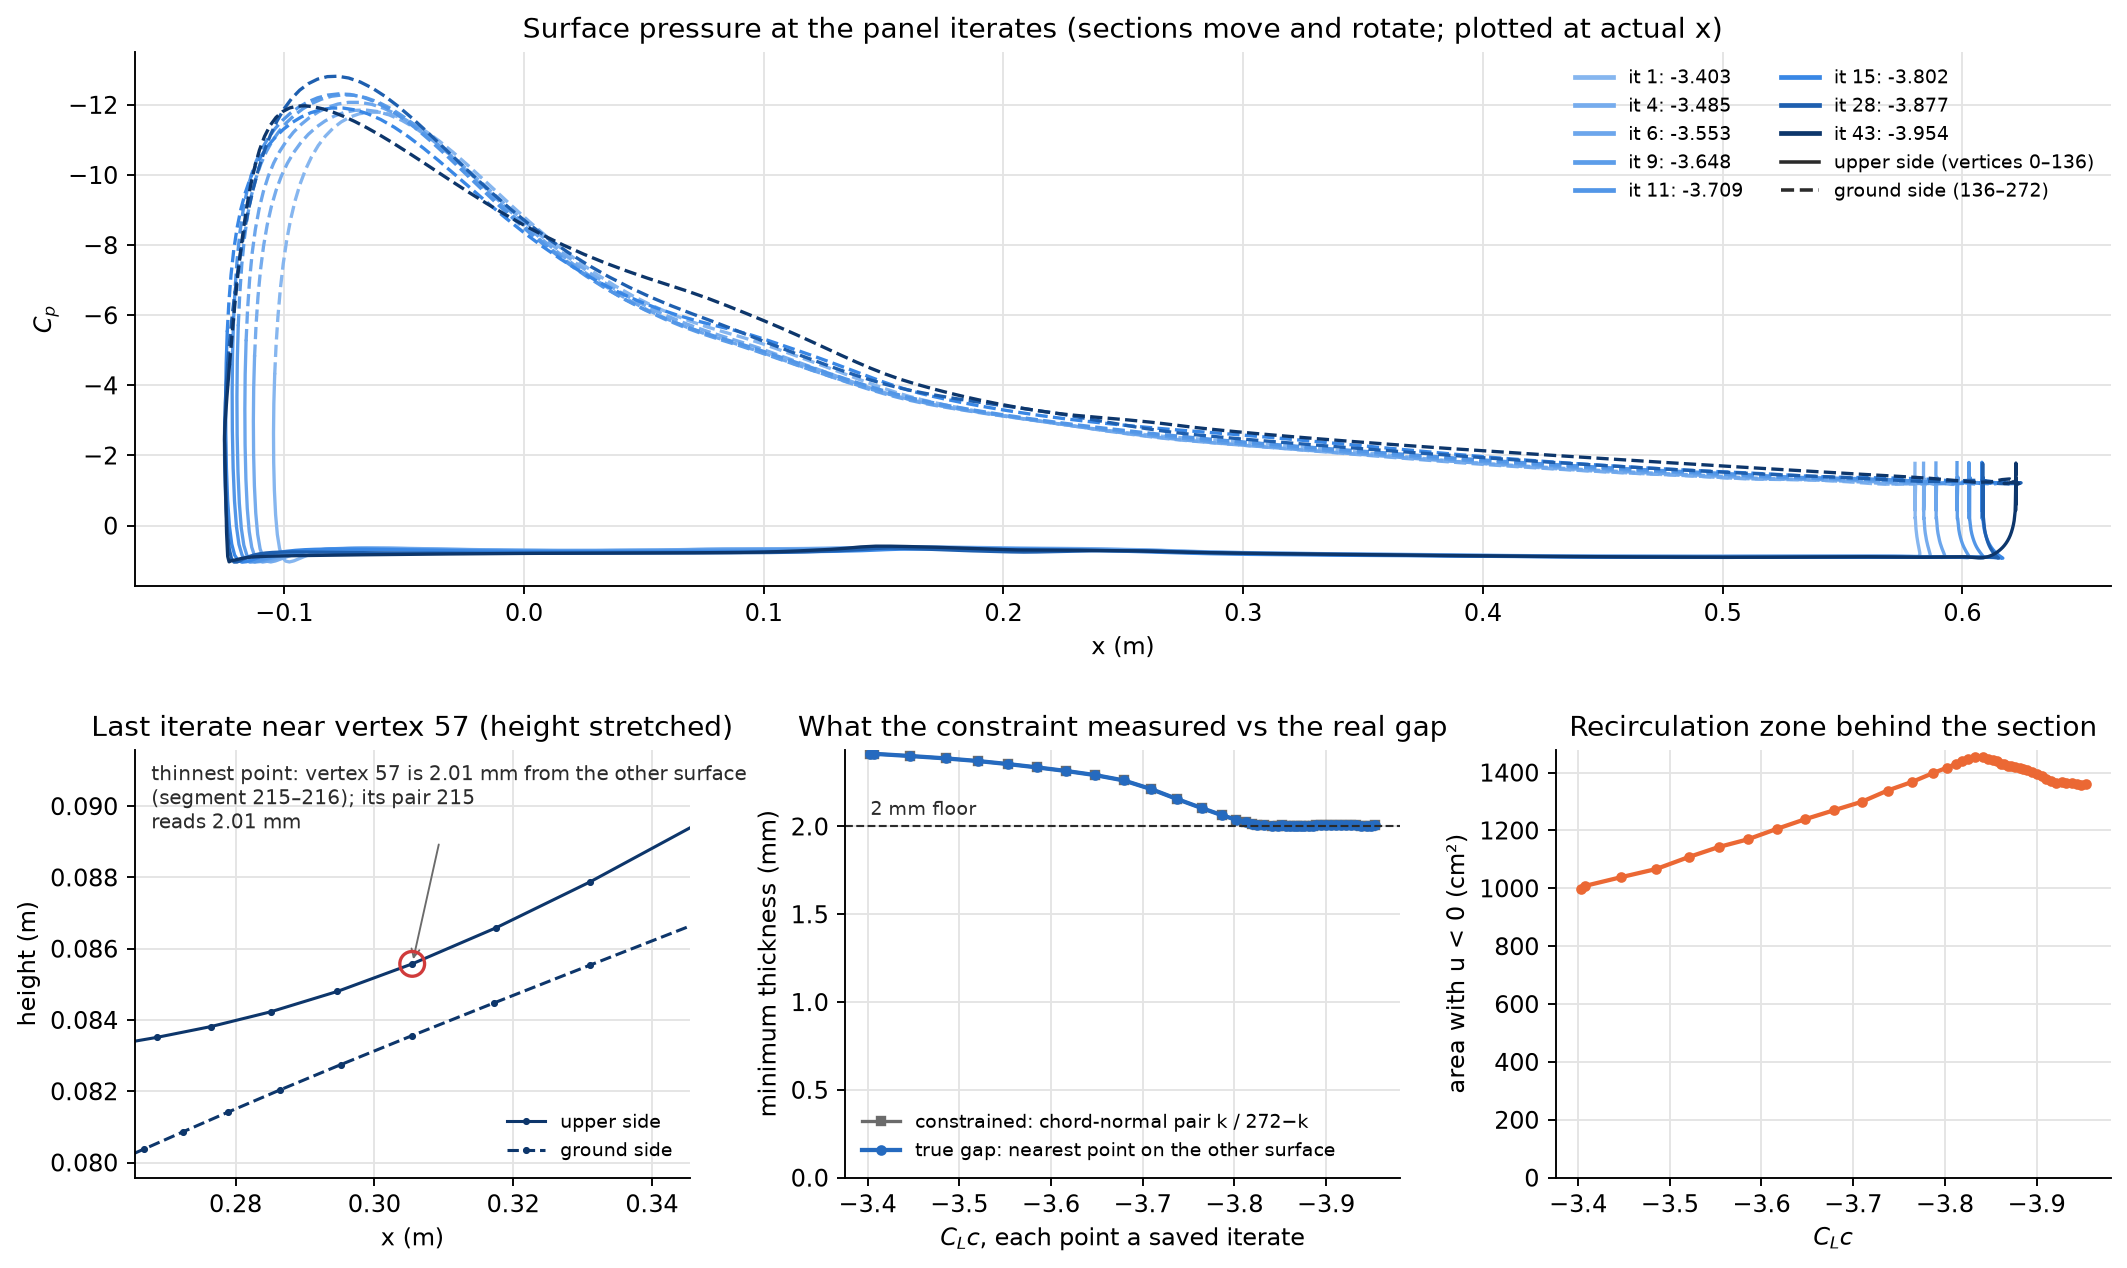 Surface pressure at the panel iterates (sections move and rotate; plotted at actual x)
−12
−10
−8
−6
−4
−2
0
Cp
it 1: -3.403
it 4: -3.485
it 6: -3.553
it 9: -3.648
it 11: -3.709
it 15: -3.802
it 28: -3.877
it 43: -3.954
upper side (vertices 0–136)
ground side (136–272)
−0.1
0.0
0.1
0.2
0.3
0.4
0.5
0.6
x (m)
Last iterate near vertex 57 (height stretched)
thinnest point: vertex 57 is 2.01 mm from the other surface
(segment 215–216); its pair 215
reads 2.01 mm
0.090
0.088
0.086
0.084
0.082
0.080
height (m)
upper side
ground side
0.28
0.30
0.32
0.34
x (m)
What the constraint measured vs the real gap
2 mm floor
2.0
1.5
1.0
0.5
0.0
minimum thickness (mm)
constrained: chord-normal pair k / 272−k
true gap: nearest point on the other surface
−3.4
−3.5
−3.6
−3.7
−3.8
−3.9
CLc, each point a saved iterate
Recirculation zone behind the section
1400
1200
1000
800
600
400
200
0
area with u < 0 (cm²)
−3.4
−3.5
−3.6
−3.7
−3.8
−3.9
CLc